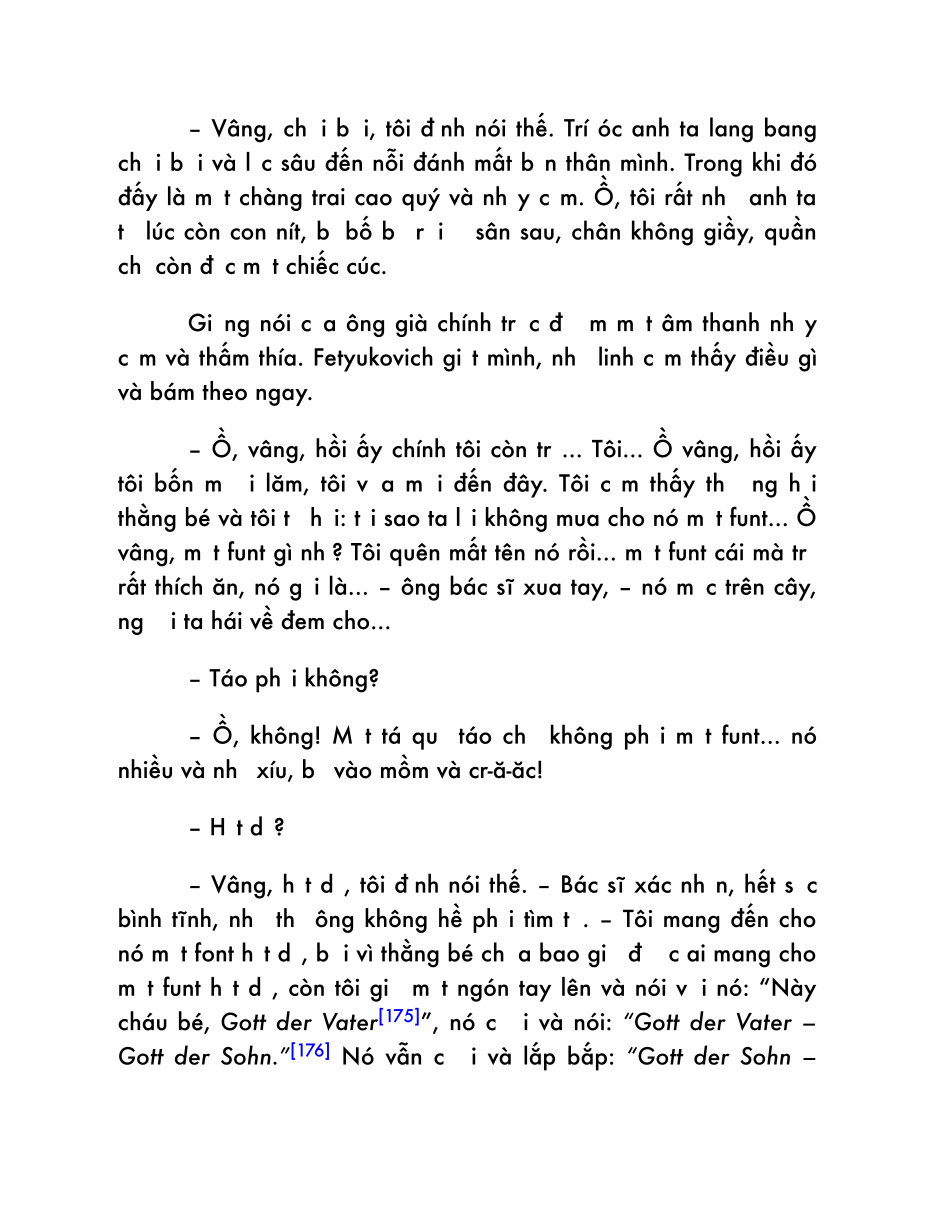 – Vâng, ch i b i, tôi đ nh nói thế. Trí óc anh ta lang bang
ch i b i và l c sâu đến nỗi đánh mất b n thân mình. Trong khi đó
đấy là m t chàng trai cao quý và nh y c m. Ồ, tôi rất nh anh ta
t lúc còn con nít, b bố b r i sân sau, chân không giầy, quần
ch còn đ c m t chiếc cúc.
Gi ng nói c a ông già chính tr c đ m m t âm thanh nh y
c m và thấm thía. Fetyukovich gi t mình, nh linh c m thấy điều gì
và bám theo ngay.
– Ồ, vâng, hồi ấy chính tôi còn tr ... Tôi... Ồ vâng, hồi ấy
tôi bốn m i lăm, tôi v a m i đến đây. Tôi c m thấy th ng h i
thằng bé và tôi t h i: t i sao ta l i không mua cho nó m t funt... Ồ
vâng, m t funt gì nh ? Tôi quên mất tên nó rồi... m t funt cái mà tr
rất thích ăn, nó g i là... – ông bác sĩ xua tay, – nó m c trên cây,
ng i ta hái về đem cho...
– Táo ph i không?
– Ồ, không! M t tá qu táo ch không ph i m t funt... nó
nhiều và nh xíu, b vào mồm và cr-ă-ăc!
– H t d ?
– Vâng, h t d , tôi đ nh nói thế. – Bác sĩ xác nh n, hết s c
bình tĩnh, nh th ông không hề ph i tìm t . – Tôi mang đến cho
nó m t font h t d , b i vì thằng bé ch a bao gi đ c ai mang cho
m t funt h t d , còn tôi gi m t ngón tay lên và nói v i nó: “Này
cháu bé, Gott der Vater[175]”, nó c i và nói: “Gott der Vater –
Gott der Sohn.”[176] Nó vẫn c i và lắp bắp: “Gott der Sohn –